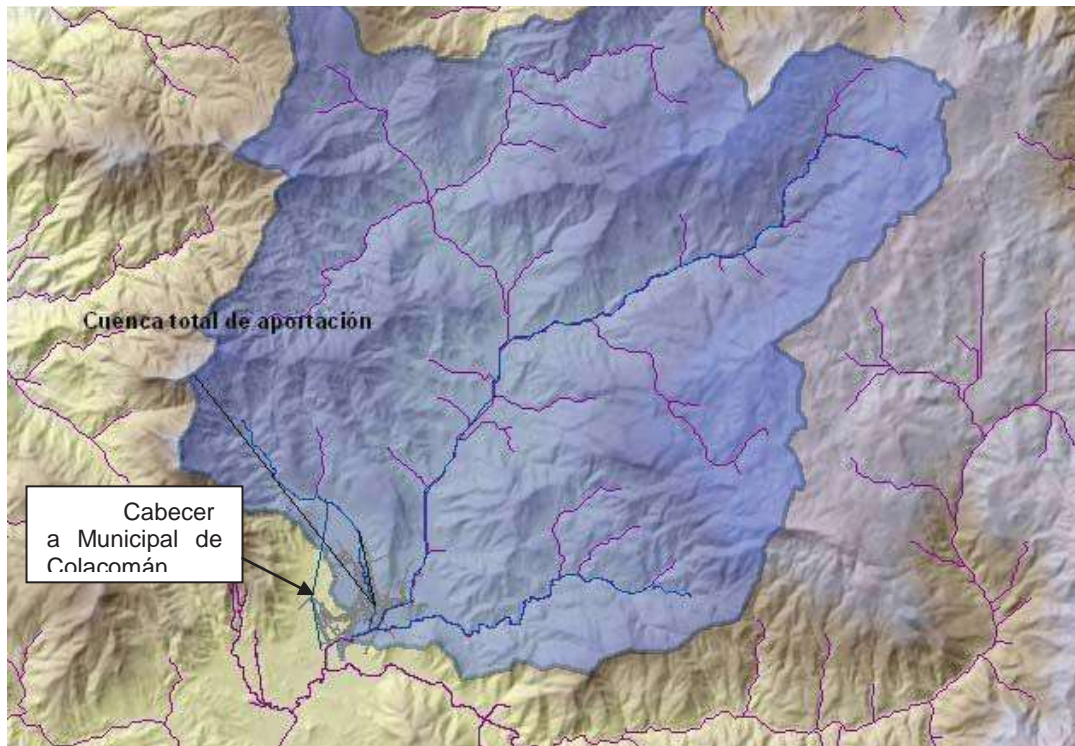 Cuenca total de aportación
Cabecer
a Municipal de
Colacomán